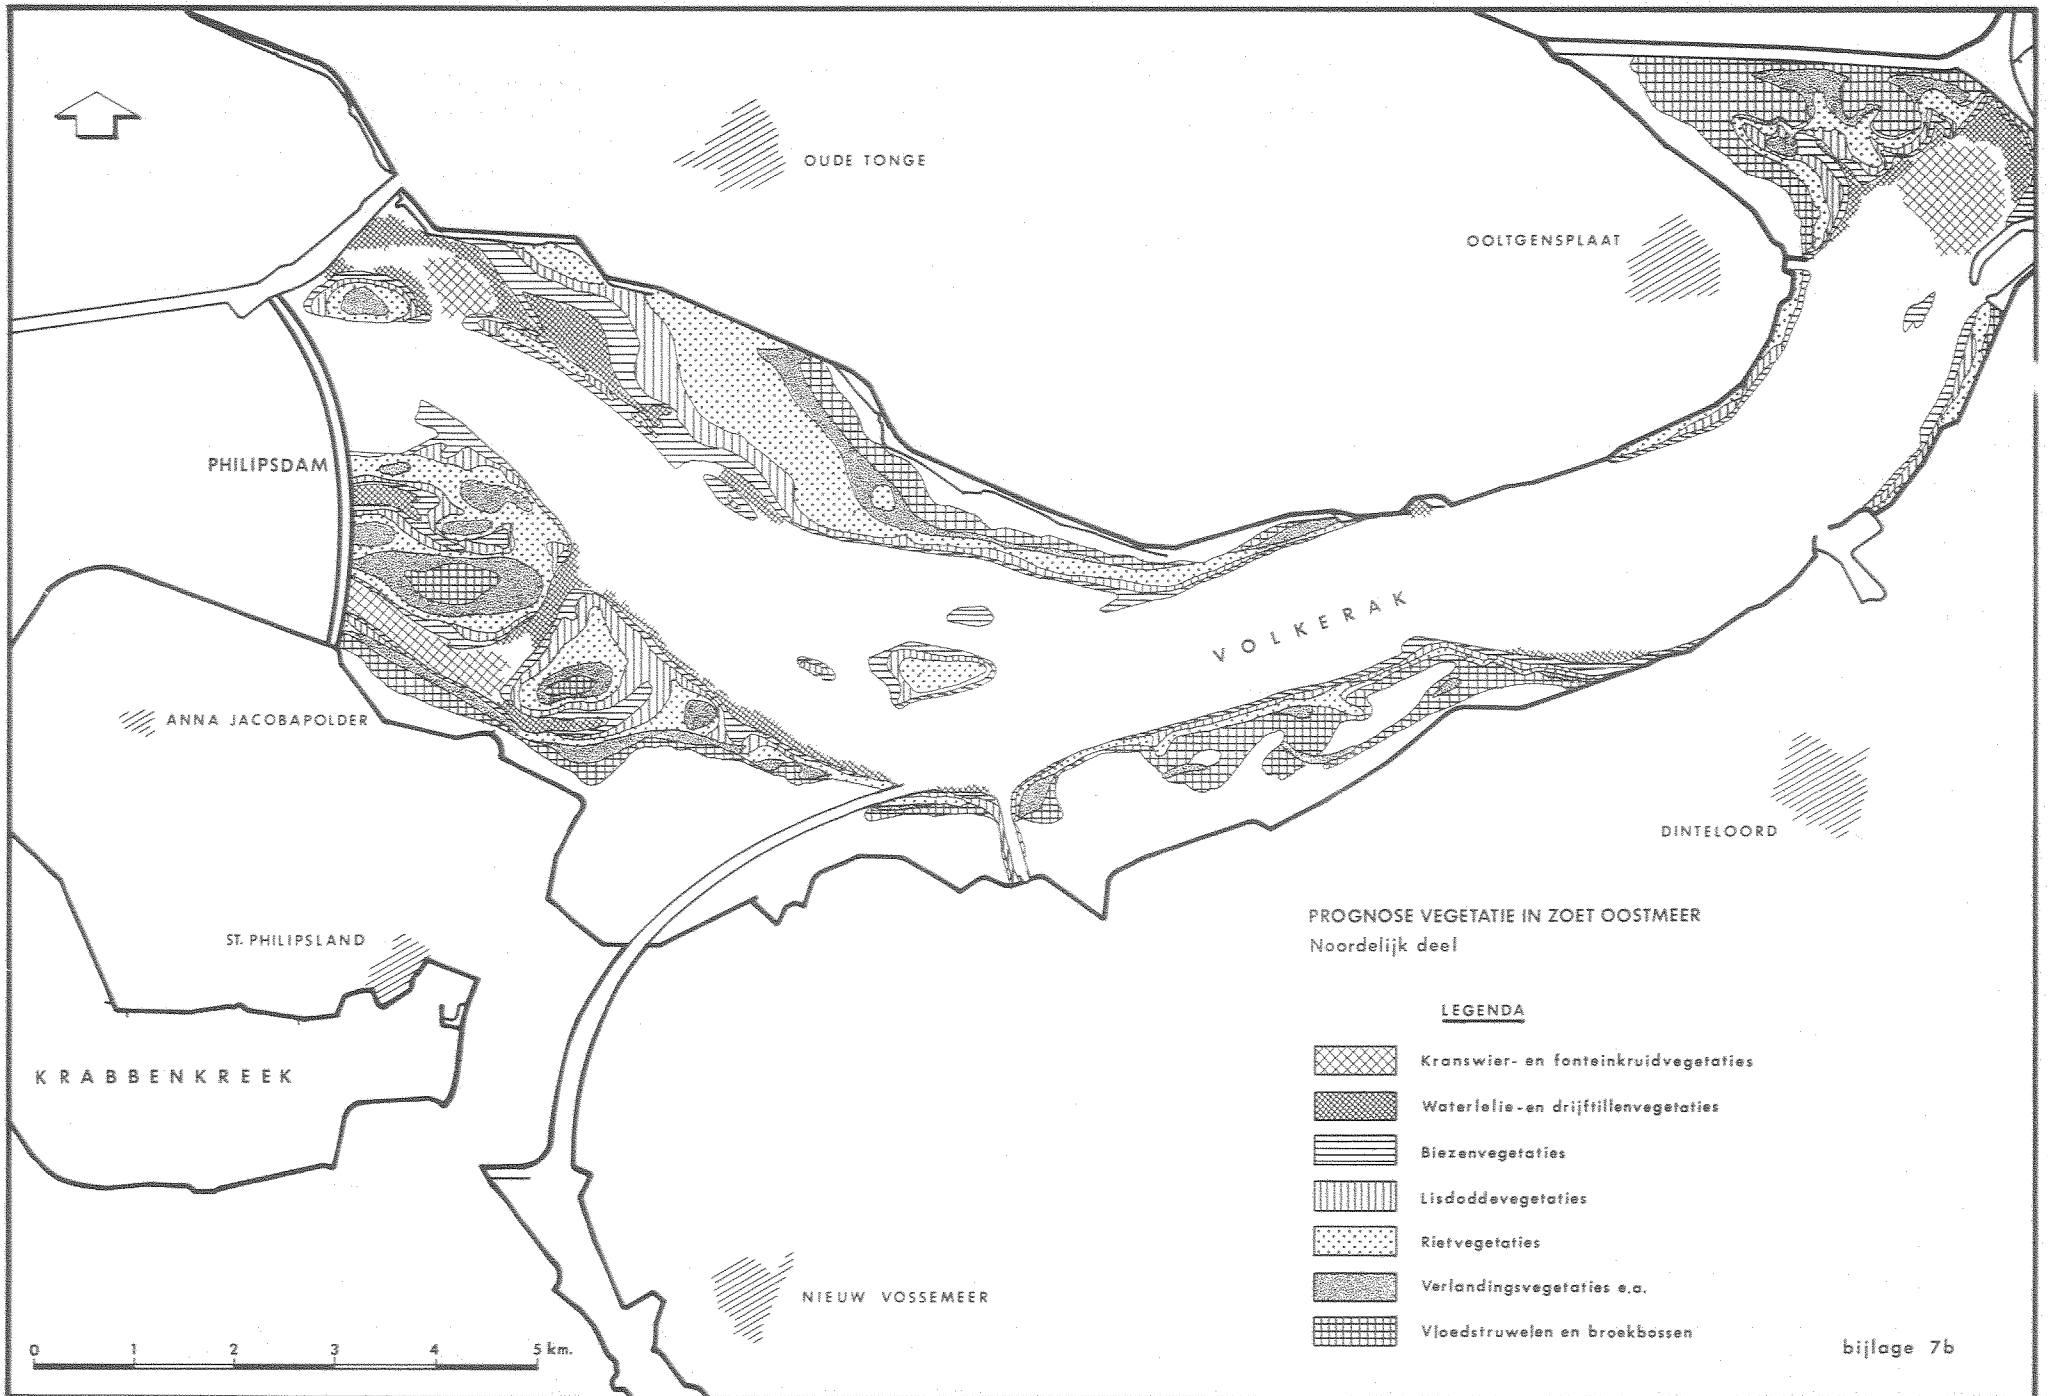 OUDE TONGE
OOLTGENSPLAAT
PHILIPSDAM
VOLKERAK
ANNA JACOBAPOLDER
DINTELOORD
ST. PHILIPSLAND
KRABBENKREEK
NIEUW VOSSEMEER
0 1 2 3 4 5 km.
PROGNOSE VEGETATIE IN ZOET OOSTMEER
Noordelijk deel
LEGENDA
Kranswier- en fonteinkruidvegetaties
Waterlelie- en drijftillenvegetaties
Biezenvegetaties
Lisdoddevegetaties
Rietvegetaties
Verlandingsvegetaties e.a.
Vloedstruwelen en broekbossen
bijlage 7b